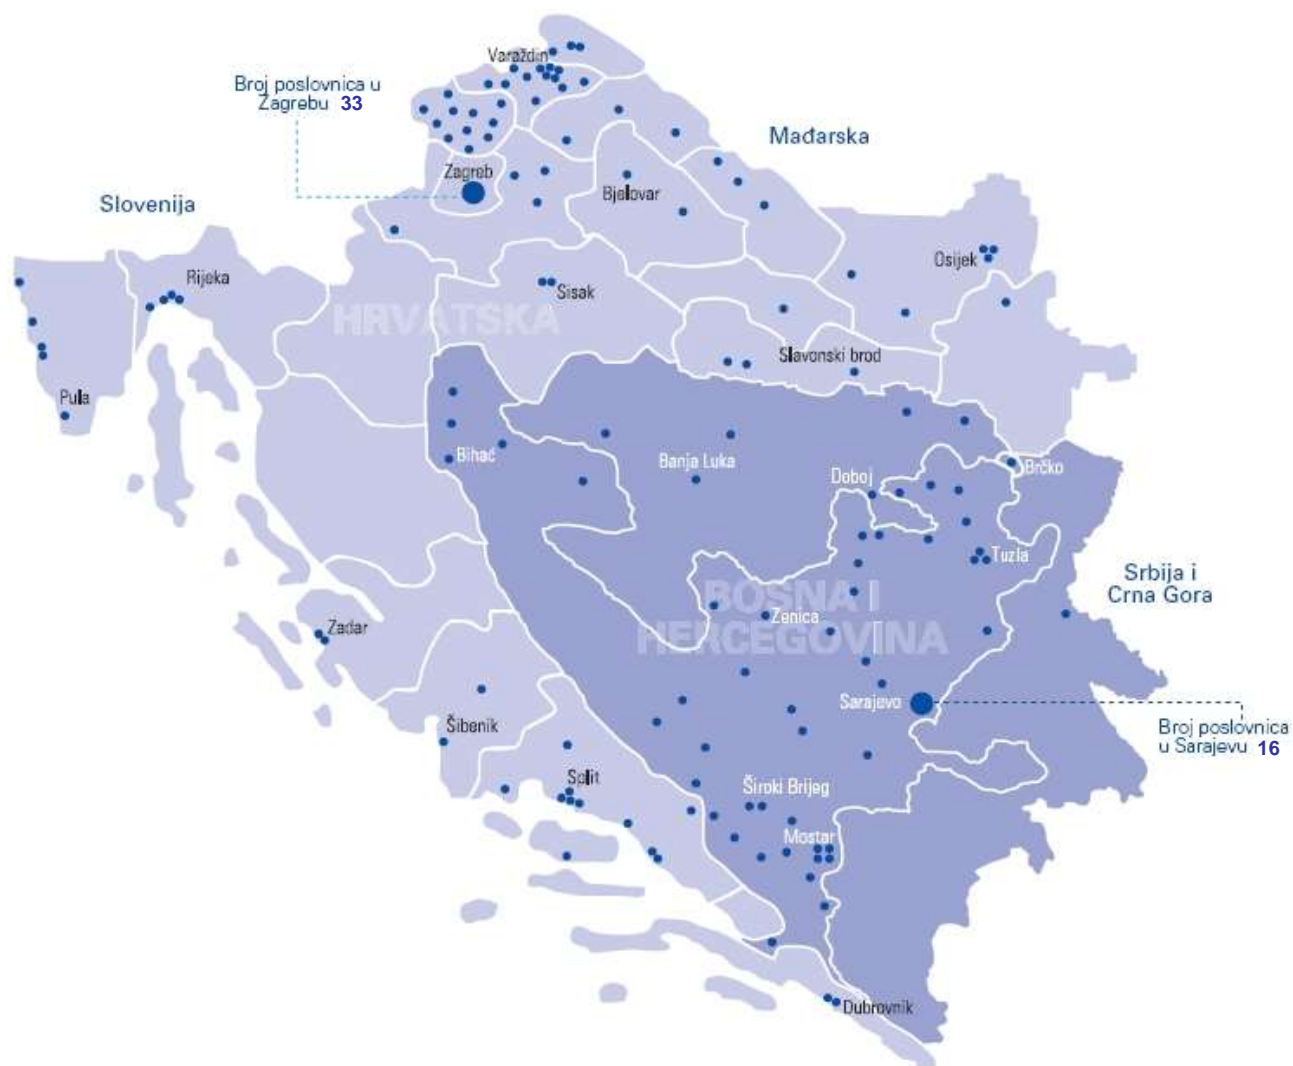 Varaždin
Broj poslovnica u
Zagrebu 33
Mađarska
Zagreb
Bjelovar
Slovenija
Osijek
Rijeka
Sisak
HRVATSKA
Slavonski brod
Pula
Bihać
Banja Luka
Brčko
Doboj
Tuzla
Srbija i
Crna Gora
BOSNA I
HERCEGOVINA
Zenica
Zadar
Sarajevo
Šibenik
Broj poslovnica
u Sarajevu 16
Split
Široki Brijeg
Mostar
Dubrovnik